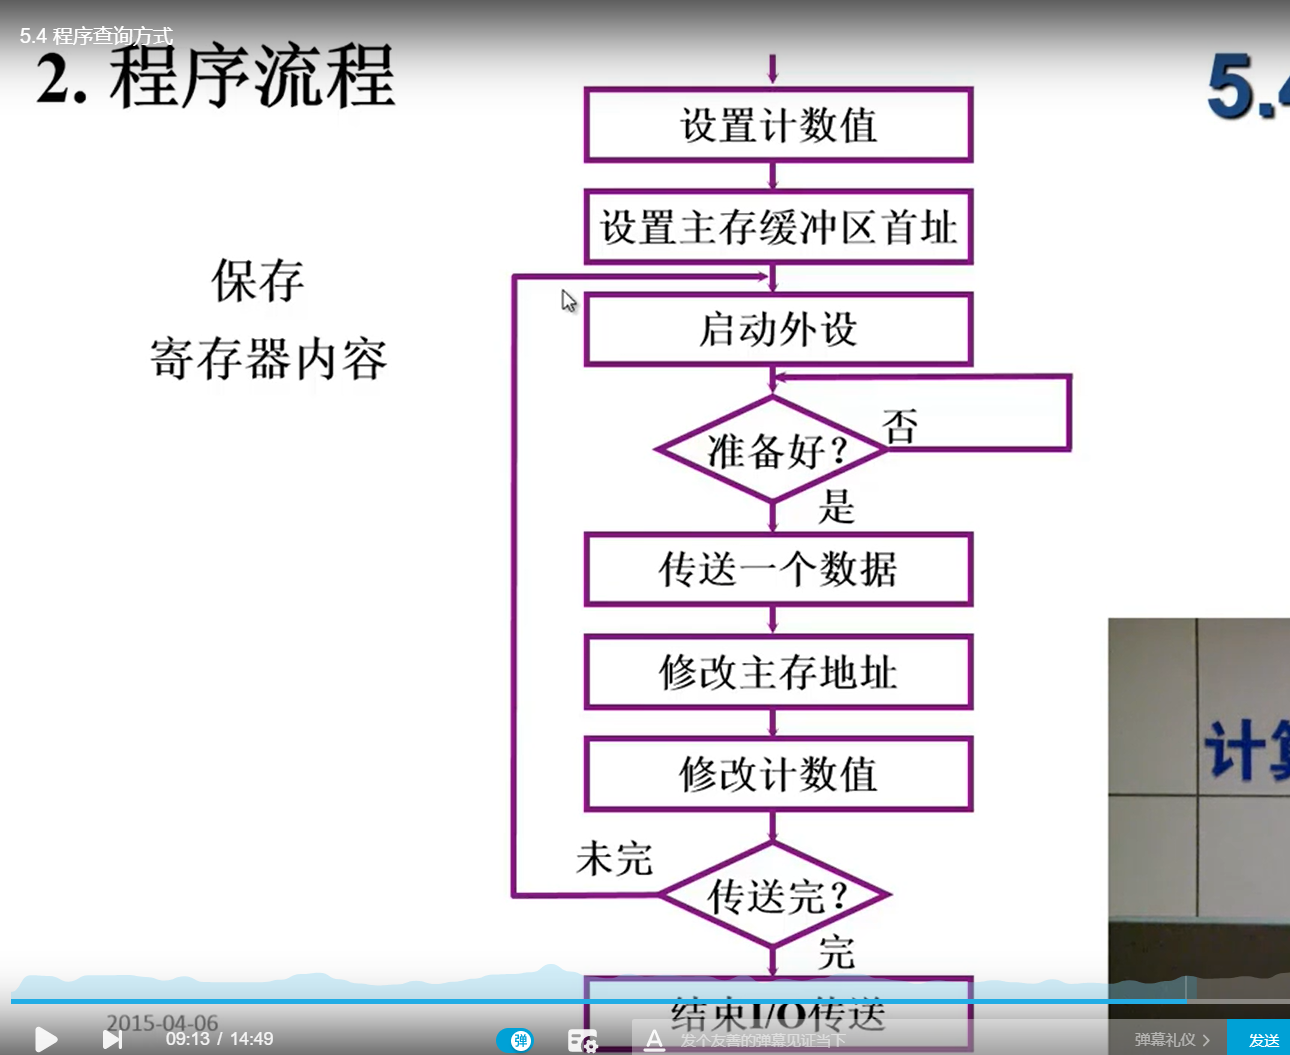 5.4 程序查询方式
2. 程序流程
5.4
设置计数值
设置主存缓冲区首址
保存
寄存器内容
启动外设
准备好?
否
是
传送一个数据
修改主存地址
修改计数值
未完
传送完?
完
结束I/O传送
计算
2015-04-06
09:13 / 14:49
弹
A
发个友善的弹幕见证当下
弹幕礼仪 >
发送